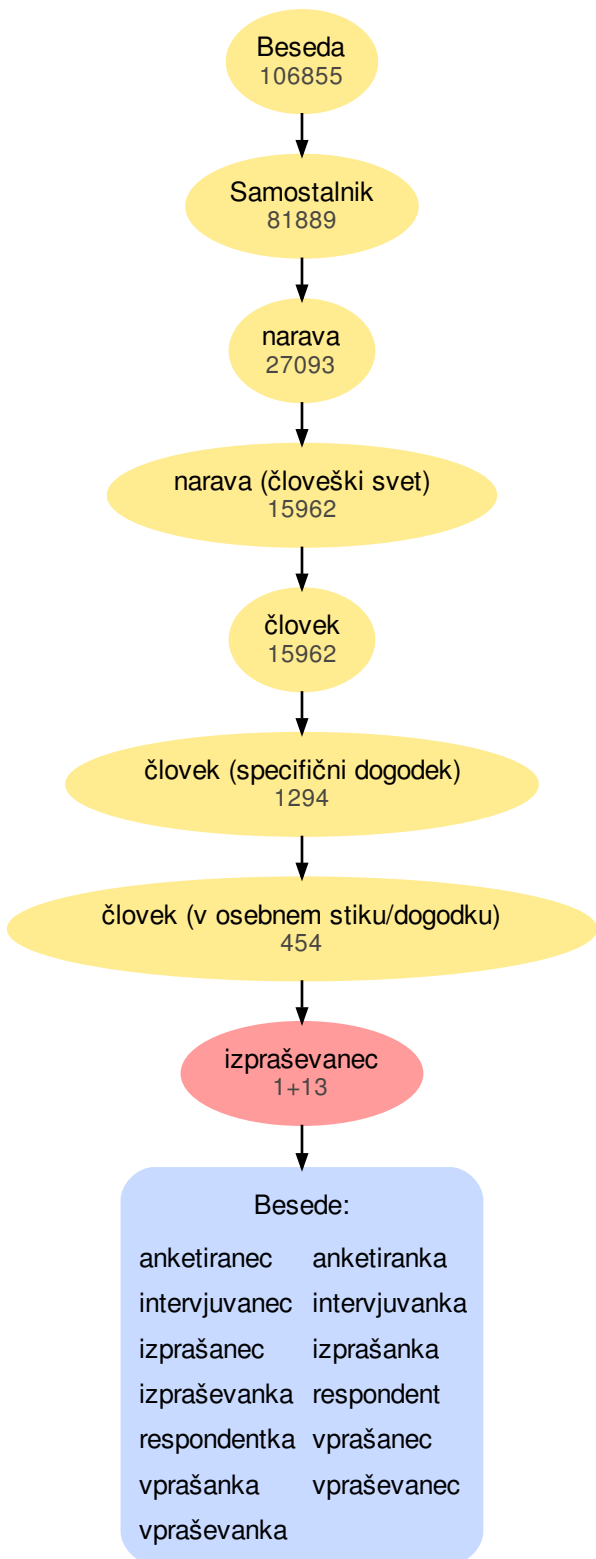 Beseda
106855
Samostalnik
81889
narava
27093
narava (človeški svet)
15962
človek
15962
človek (specifični dogodek)
1294
človek (v osebnem stiku/dogodku)
454
izpraševanec
1+13
Besede:
anketiranec anketiranka
intervjuvanec intervjuvanka
izprašanec izprašanka
izpraševanka respondent
respondentka vprašanec
vprašanka vpraševanec
vpraševanka